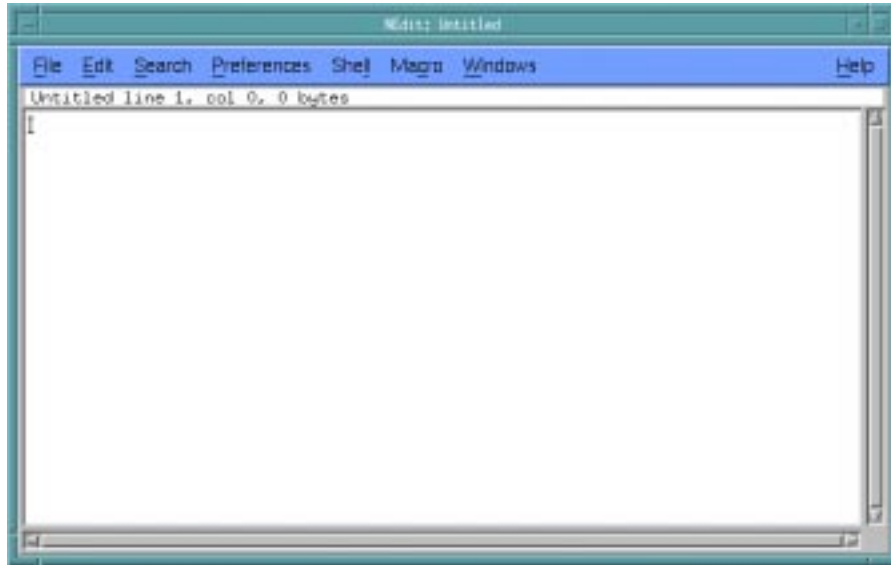 NEdit: Untitled
File Edit Search Preferences Shell Macro Windows Help
Untitled line 1, col 0, 0 bytes